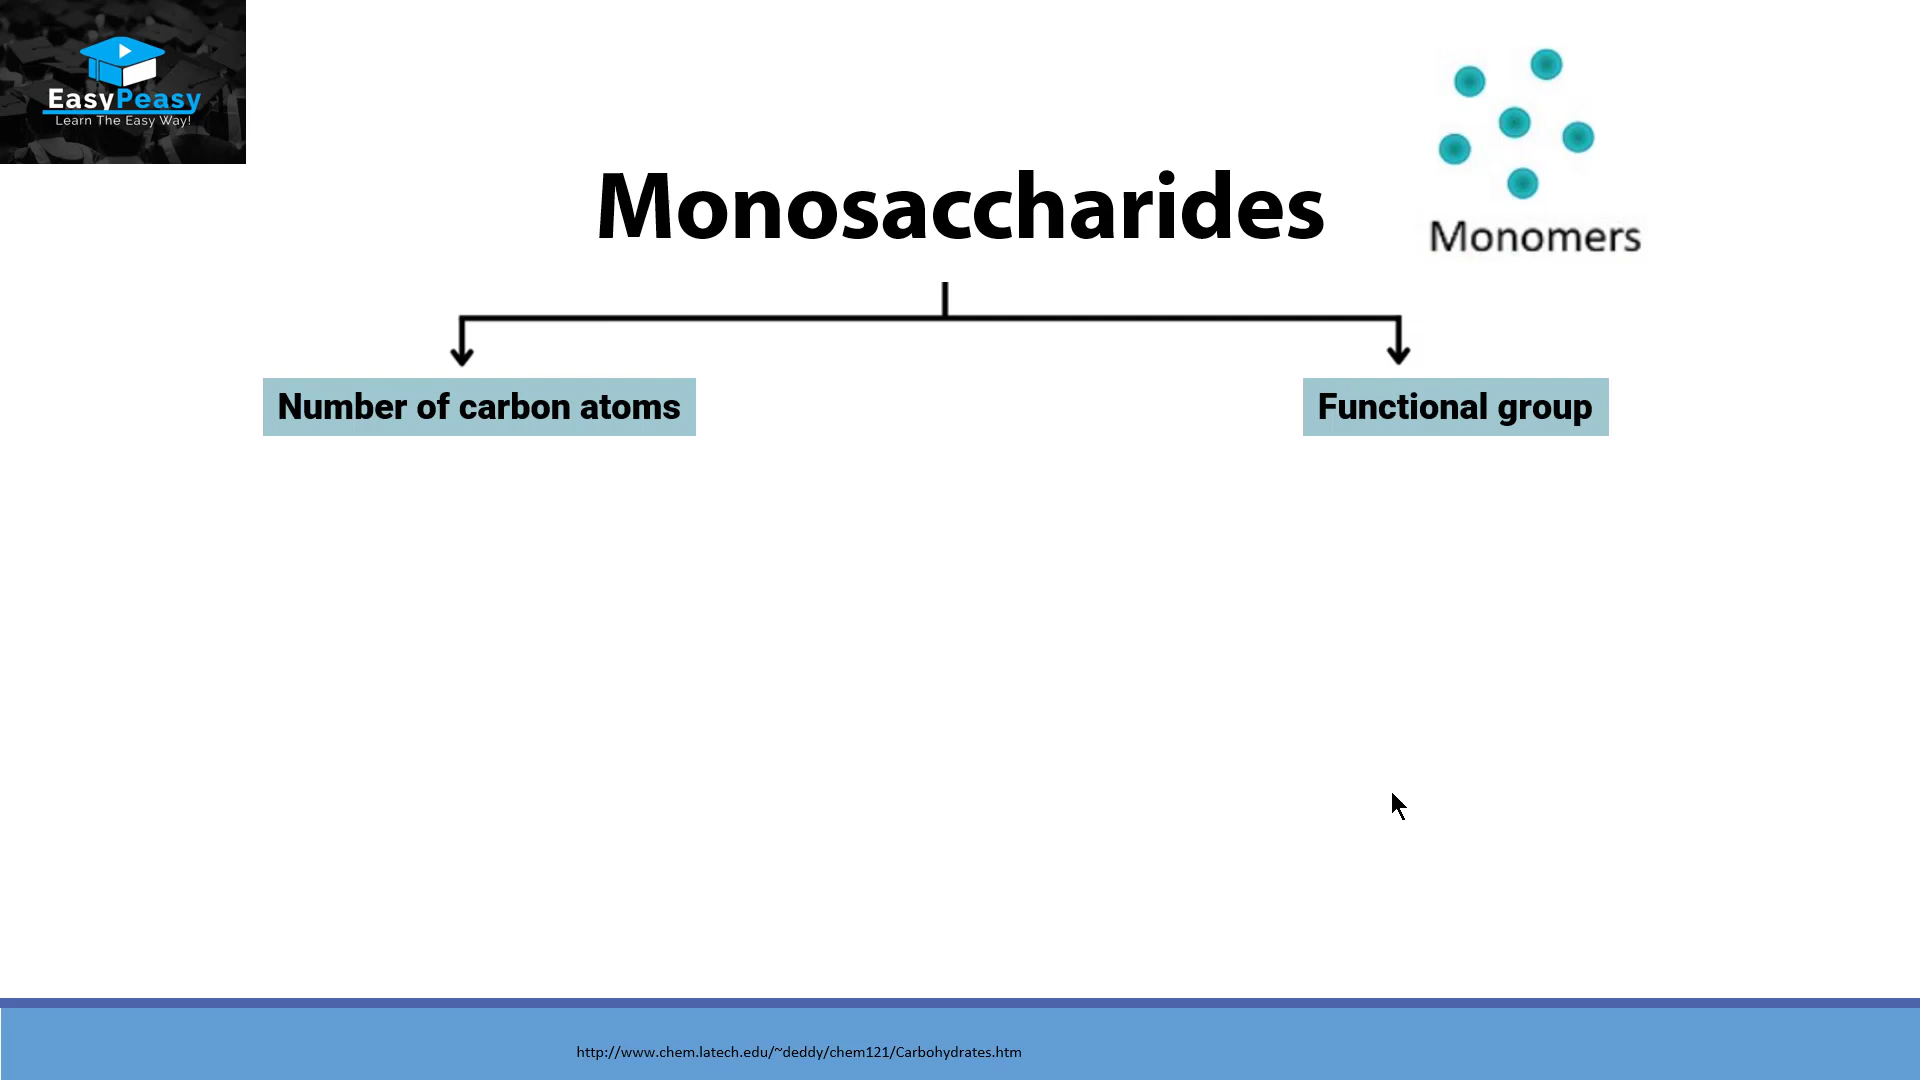 EasyPeasy
Learn The Easy Way!
Monosaccharides
Monomers
Number of carbon atoms
Functional group
http://www.chem.latech.edu/~deddy/chem121/Carbohydrates.htm